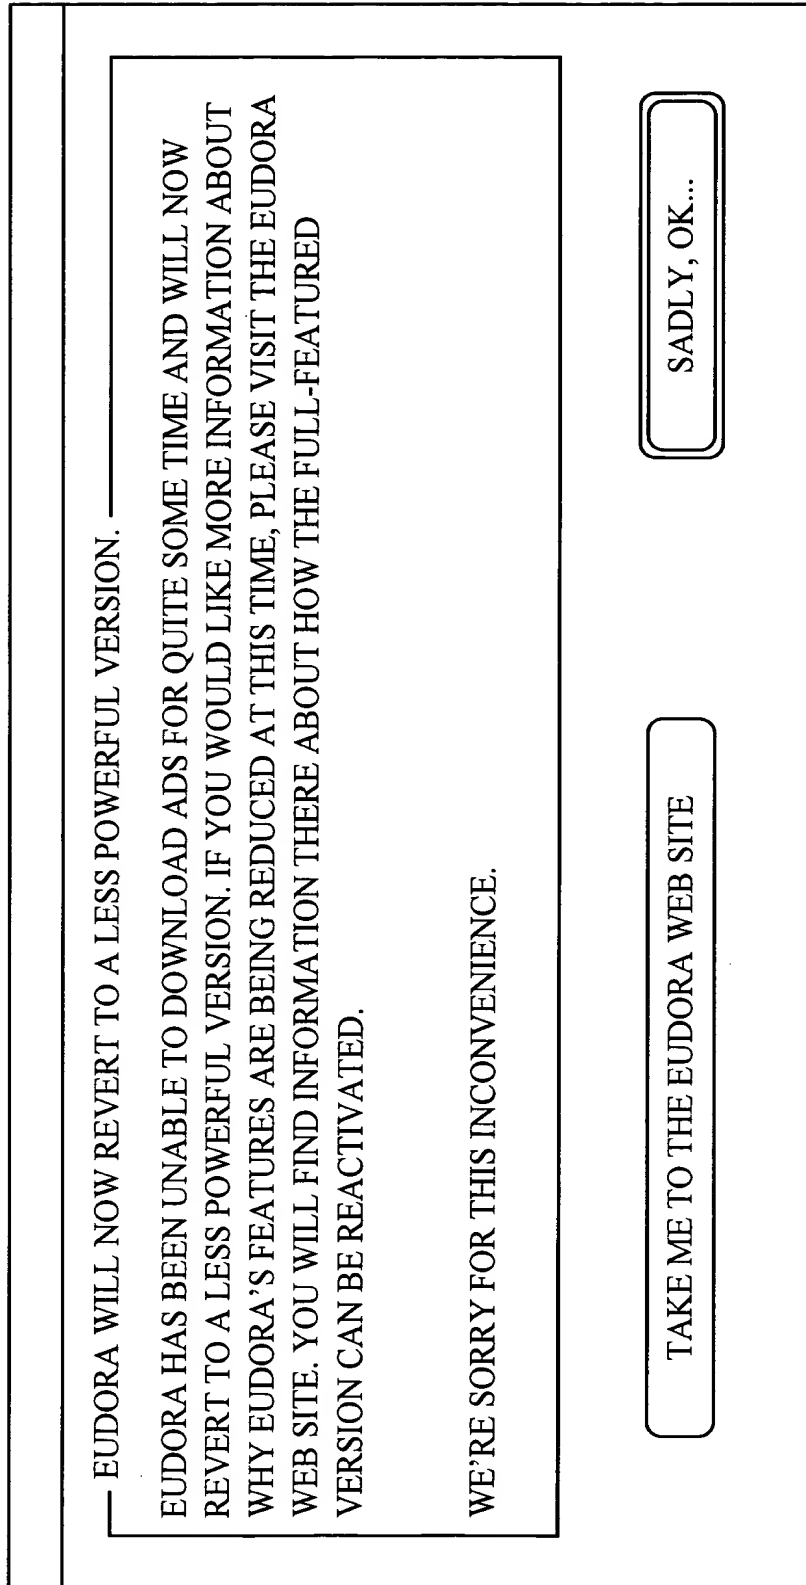 EUDORA WILL NOW REVERT TO A LESS POWERFUL VERSION.
EUDORA HAS BEEN UNABLE TO DOWNLOAD ADS FOR QUITE SOME TIME AND WILL NOW
REVERT TO A LESS POWERFUL VERSION. IF YOU WOULD LIKE MORE INFORMATION ABOUT
WHY EUDORA'S FEATURES ARE BEING REDUCED AT THIS TIME, PLEASE VISIT THE EUDORA
WEB SITE. YOU WILL FIND INFORMATION THERE ABOUT HOW THE FULL-FEATURED
VERSION CAN BE REACTIVATED.
WE'RE SORRY FOR THIS INCONVENIENCE.
TAKE ME TO THE EUDORA WEB SITE
SADLY, OK...